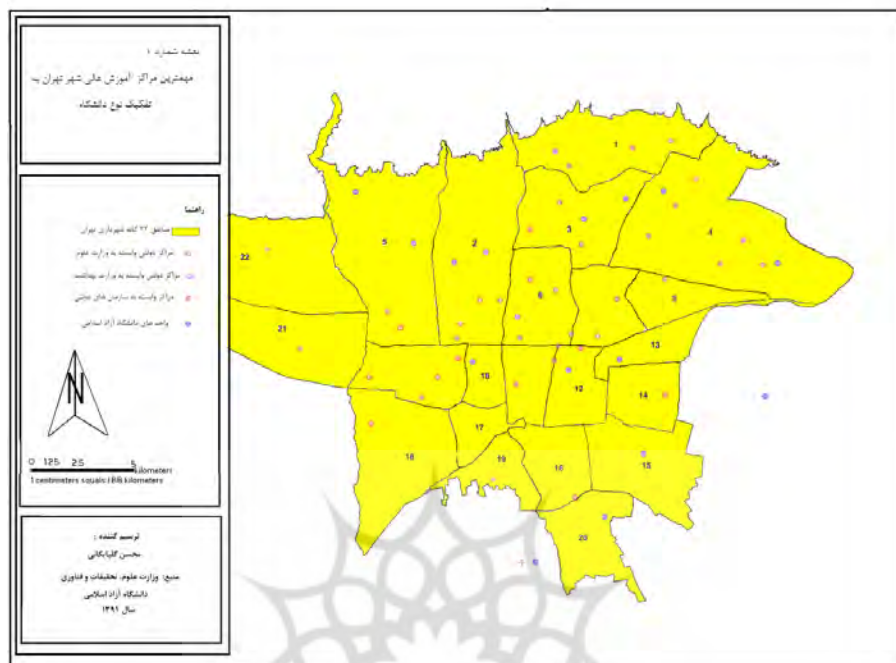 نقشه شماره ۱
مهمترین مراکز آموزش عالی شهر تهران به
تفکیک نوع دانشگاه
راهنما
مناطق ۲۲ گانه شهرداری تهران
مراکز دولتی وابسته به وزارت علوم
مراکز دولتی وابسته به وزارت بهداشت
مراکز وابسته به سازمان های دولتی
واحد های دانشگاه آزاد اسلامی
N
0 1.25 2.5 5
kilometers
1 centimeters equals 1.88 kilometers
ترسیم کننده :
محسن گلپایگانی
منبع: وزارت علوم، تحقیقات و فناوری
دانشگاه آزاد اسلامی
سال ۱۳۹۱
1
2
3
4
5
6
8
22
21
13
10
12
14
17
18
19
16
15
20